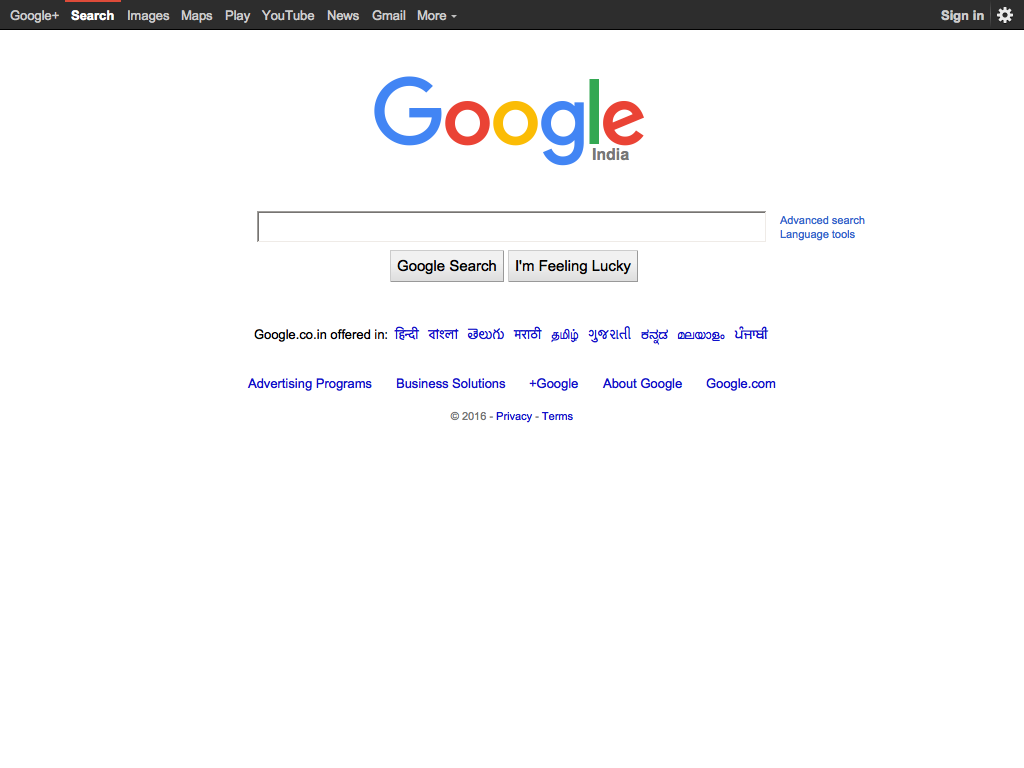 Google+ Search Images Maps Play YouTube News Gmail More Sign in
Google
India
Advanced search
Language tools
Google Search I'm Feeling Lucky
Google.co.in offered in: हिन्दी বাংলা తెలుగు मराठी தமிழ் ગુજરાતી ಕನ್ನಡ മലയാളം ਪੰਜਾਬੀ
Advertising Programs Business Solutions +Google About Google Google.com
© 2016 - Privacy - Terms